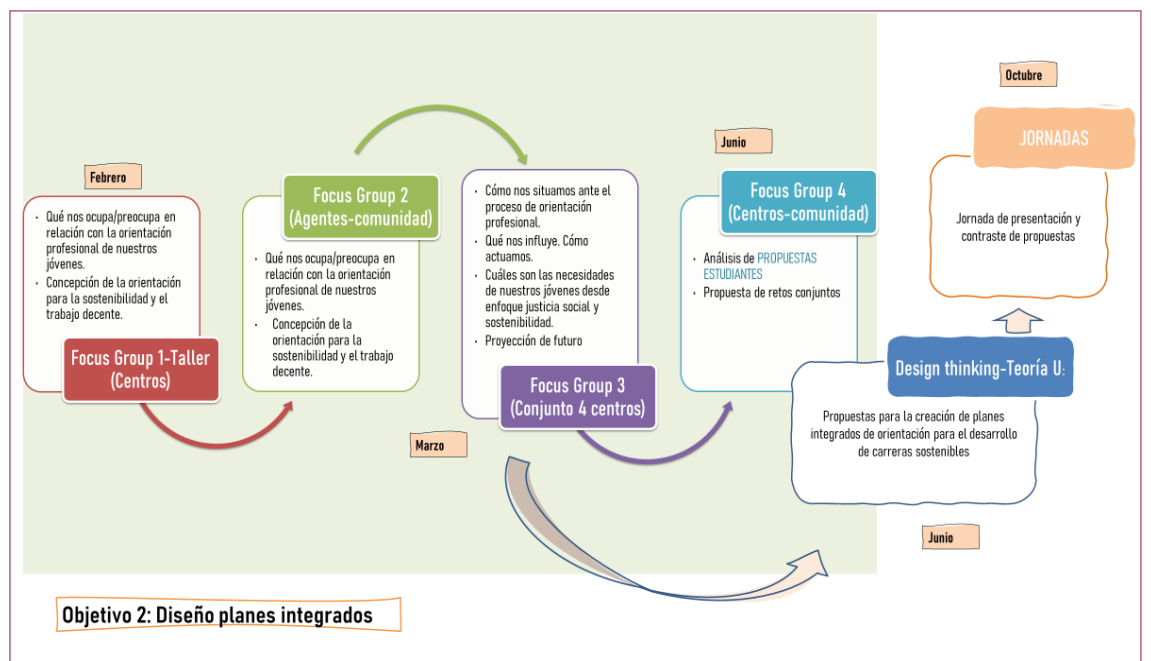 Febrero
• Qué nos ocupa/preocupa en
relación con la orientación
profesional de nuestros
jóvenes.
• Concepción de la orientación
para la sostenibilidad y el
trabajo decente.
Focus Group 1-Taller
(Centros)
Focus Group 2
(Agentes-comunidad)
• Qué nos ocupa/preocupa en
relación con la orientación
profesional de nuestros
jóvenes.
• Concepción de la
orientación para la
sostenibilidad y el trabajo
decente.
Marzo
• Cómo nos situamos ante el
proceso de orientación
profesional.
• Qué nos influye. Cómo
actuamos.
• Cuáles son las necesidades
de nuestros jóvenes desde
enfoque justicia social y
sostenibilidad.
• Proyección de futuro
Focus Group 3
(Conjunto 4 centros)
Junio
Focus Group 4
(Centros-comunidad)
• Análisis de PROPUESTAS
ESTUDIANTES
• Propuesta de retos conjuntos
Design thinking-Teoría U:
Propuestas para la creación de planes
integrados de orientación para el desarrollo
de carreras sostenibles
Junio
Octubre
JORNADAS
Jornada de presentación y
contraste de propuestas
Objetivo 2: Diseño planes integrados